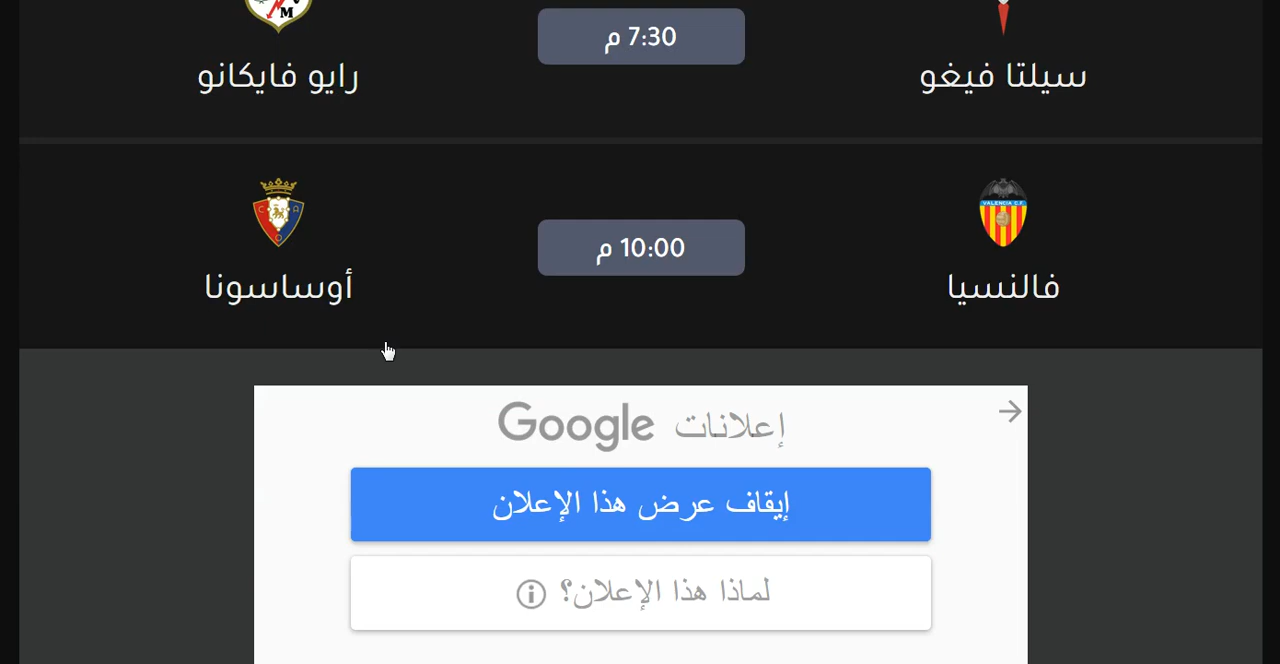 7:30 م
سيلتا فيغو
رايو فايكانو
VALENCIA C.F
10:00 م
فالنسيا
أوساسونا
إعلانات Google
إيقاف عرض هذا الإعلان
لماذا هذا الإعلان؟